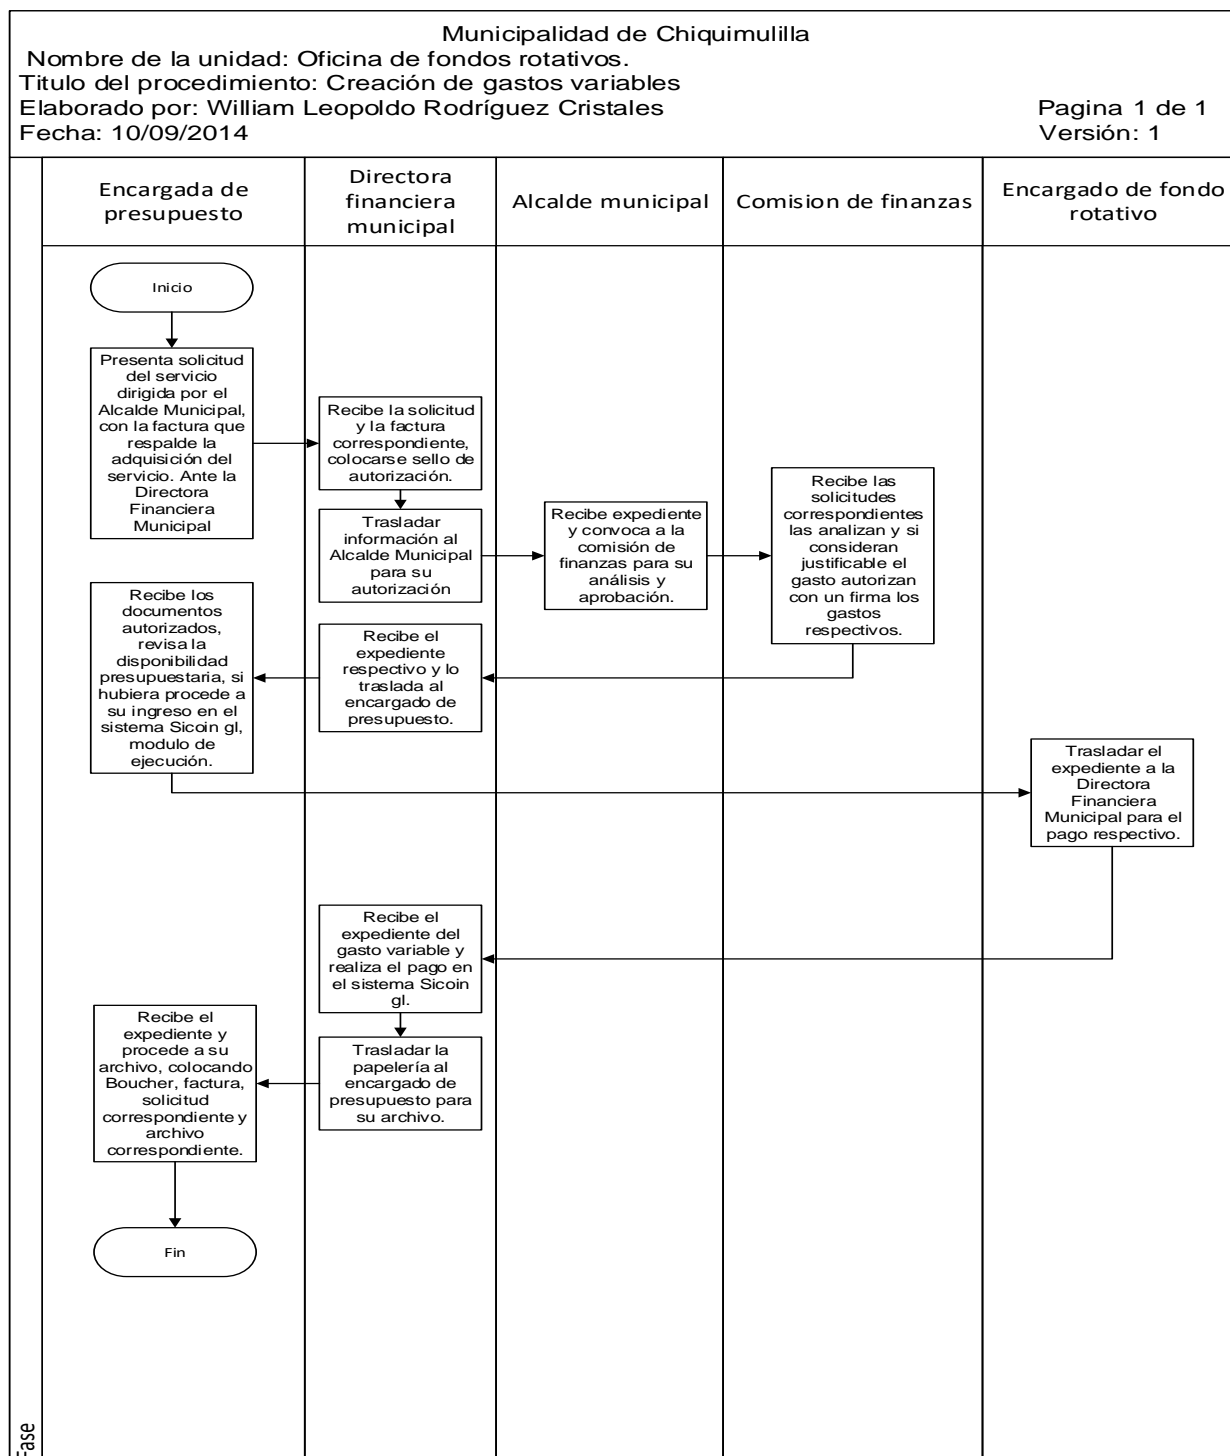 Municipalidad de Chiquimulilla
Nombre de la unidad: Oficina de fondos rotativos.
Titulo del procedimiento: Creación de gastos variables
Elaborado por: William Leopoldo Rodríguez Cristales
Pagina 1 de 1
Fecha: 10/09/2014
Versión: 1
Encargada de
presupuesto
Directora
financiera
municipal
Alcalde municipal
Comision de finanzas
Encargado de fondo
rotativo
Inicio
Presenta solicitud
del servicio
dirigida por el
Alcalde Municipal,
con la factura que
respalde la
adquisición del
servicio. Ante la
Directora
Financiera
Municipal
Recibe la solicitud
y la factura
correspondiente,
colocarse sello de
autorización.
Trasladar
información al
Alcalde Municipal
para su
autorización
Recibe expediente
y convoca a la
comisión de
finanzas para su
análisis y
aprobación.
Recibe las
solicitudes
correspondientes
las analizan y si
consideran
justificable el
gasto autorizan
con un firma los
gastos
respectivos.
Recibe el
expediente
respectivo y lo
traslada al
encargado de
presupuesto.
Recibe los
documentos
autorizados,
revisa la
disponibilidad
presupuestaria, si
hubiera procede a
su ingreso en el
sistema Sicoin gl,
modulo de
ejecución.
Trasladar el
expediente a la
Directora
Financiera
Municipal para el
pago respectivo.
Recibe el
expediente del
gasto variable y
realiza el pago en
el sistema Sicoin
gl.
Trasladar la
papelería al
encargado de
presupuesto para
su archivo.
Recibe el
expediente y
procede a su
archivo, colocando
Boucher, factura,
solicitud
correspondiente y
archivo
correspondiente.
Fin
Fase